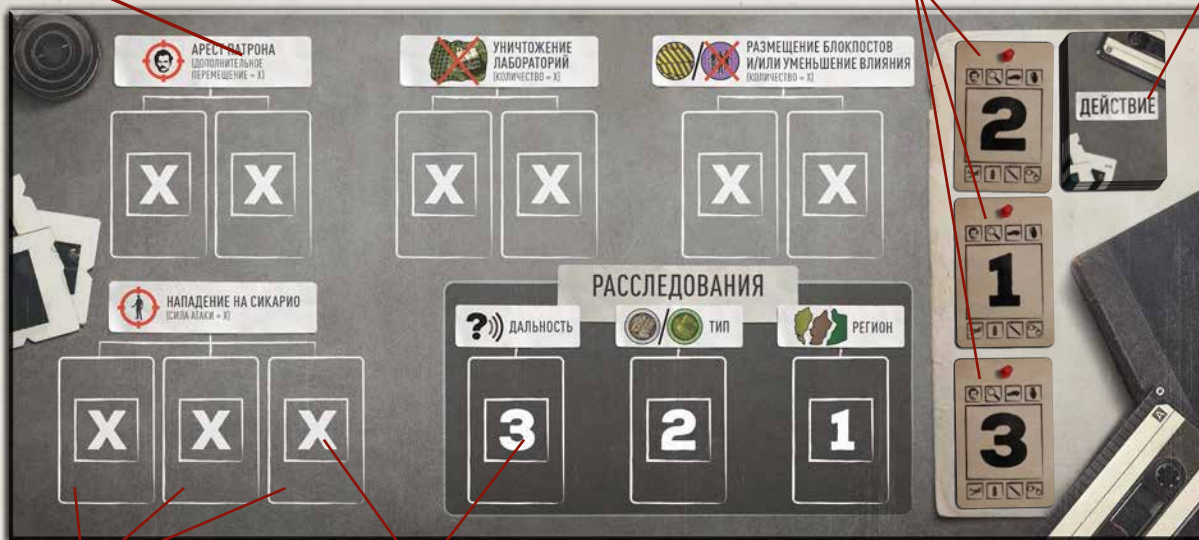 АРЕСТ ПАТРОНА
(ДОПОЛНИТЕЛЬНОЕ
ПЕРЕМЕЩЕНИЕ = X)
X X
УНИЧТОЖЕНИЕ
ЛАБОРАТОРИЙ
(КОЛИЧЕСТВО = X)
X X
РАЗМЕЩЕНИЕ БЛОКПОСТОВ
И/ИЛИ УМЕНЬШЕНИЕ ВЛИЯНИЯ
(КОЛИЧЕСТВО = X)
X X
НАПАДЕНИЕ НА СИКАРИО
(СИЛА АТАКИ = X)
X X X
РАССЛЕДОВАНИЯ
?)) ДАЛЬНОСТЬ
3
/ ТИП
2
РЕГИОН
1
2
1
3
ДЕЙСТВИЕ
A